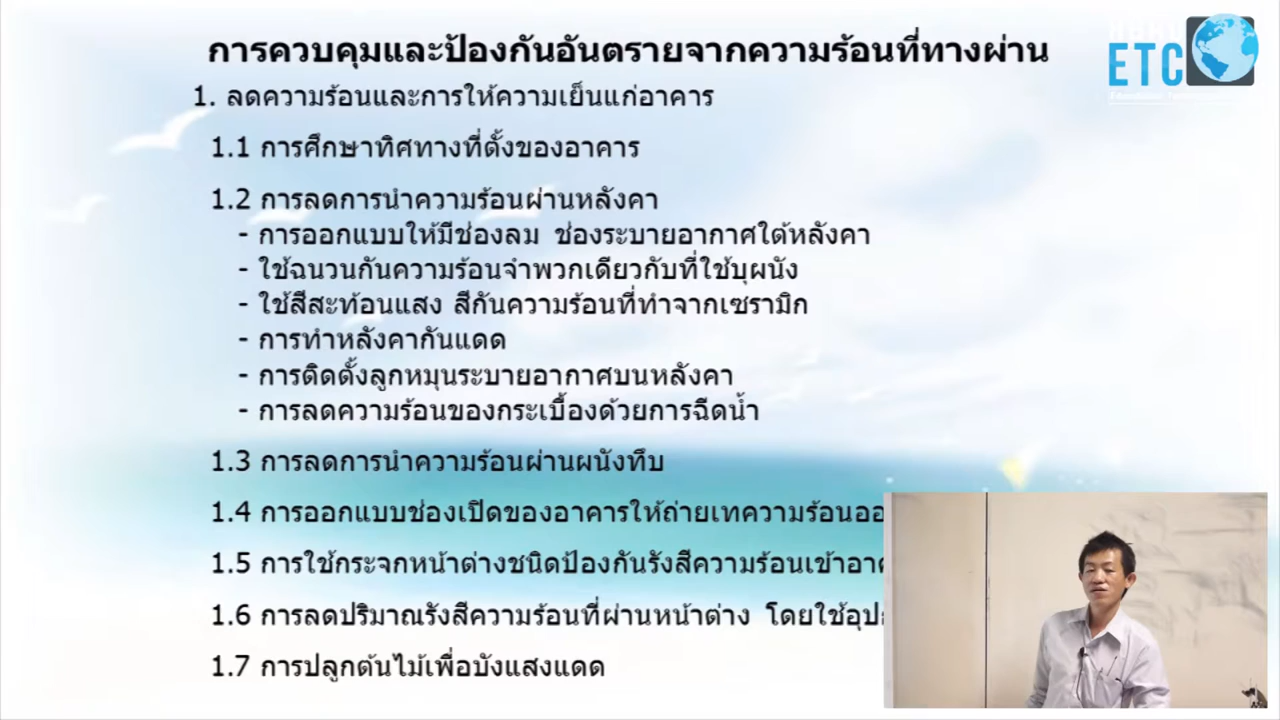 การควบคุมและป้องกันอันตรายจากความร้อนที่ทางผ่าน
ETC
1. ลดความร้อนและการให้ความเย็นแก่อาคาร
1.1 การศึกษาทิศทางที่ตั้งของอาคาร
1.2 การลดการนำความร้อนผ่านหลังคา
- การออกแบบให้มีช่องลม ช่องระบายอากาศใต้หลังคา
- ใช้ฉนวนกันความร้อนจำพวกเดียวกับที่ใช้บุผนัง
- ใช้สีสะท้อนแสง สีกันความร้อนที่ทำจากเซรามิก
- การทำหลังคากันแดด
- การติดตั้งลูกหมุนระบายอากาศบนหลังคา
- การลดความร้อนของกระเบื้องด้วยการฉีดน้ำ
1.3 การลดการนำความร้อนผ่านผนังทึบ
1.4 การออกแบบช่องเปิดของอาคารให้ถ่ายเทความร้อน
1.5 การใช้กระจกหน้าต่างชนิดป้องกันรังสีความร้อนเข้า
1.6 การลดปริมาณรังสีความร้อนที่ผ่านหน้าต่าง โดยใช้
1.7 การปลูกต้นไม้เพื่อบังแสงแดด